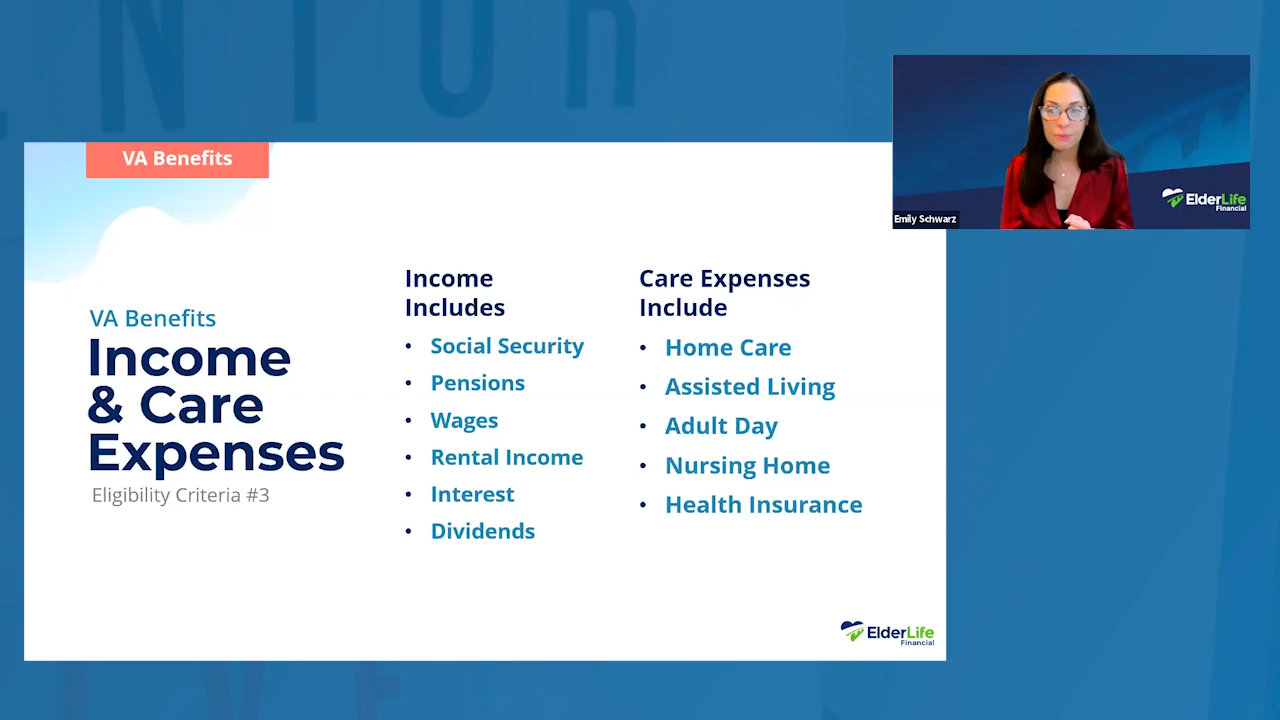 VA Benefits
VA Benefits
Income
& Care
Expenses
Eligibility Criteria #3
Income
Includes
• Social Security
• Pensions
• Wages
• Rental Income
• Interest
• Dividends
Care Expenses
Include
• Home Care
• Assisted Living
• Adult Day
• Nursing Home
• Health Insurance
ElderLife
Financial
Emily Schwarz
ElderLife
Financial